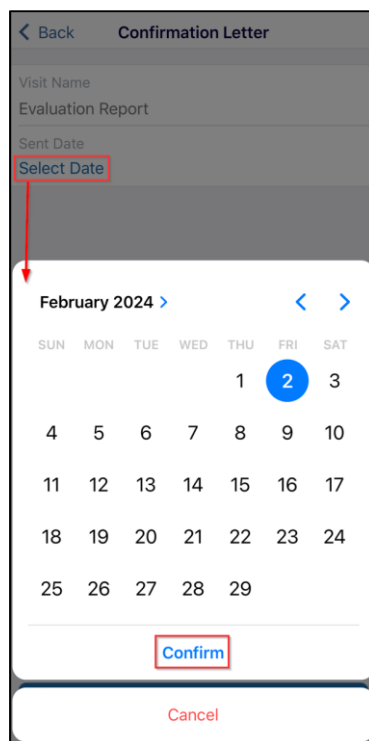 Back Confirmation Letter
Visit Name
Evaluation Report
Sent Date
Select Date
February 2024
SUN MON TUE WED THU FRI SAT
1 2 3
4 5 6 7 8 9 10
11 12 13 14 15 16 17
18 19 20 21 22 23 24
25 26 27 28 29
Confirm
Cancel